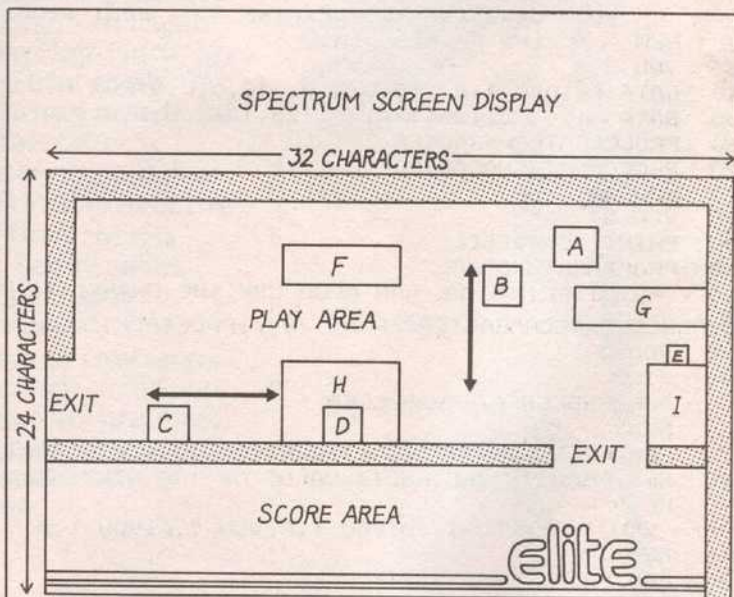 SPECTRUM SCREEN DISPLAY
32 CHARACTERS
24 CHARACTERS
A
F
B
G
PLAY AREA
E
H
I
EXIT
C
D
EXIT
SCORE AREA
elite